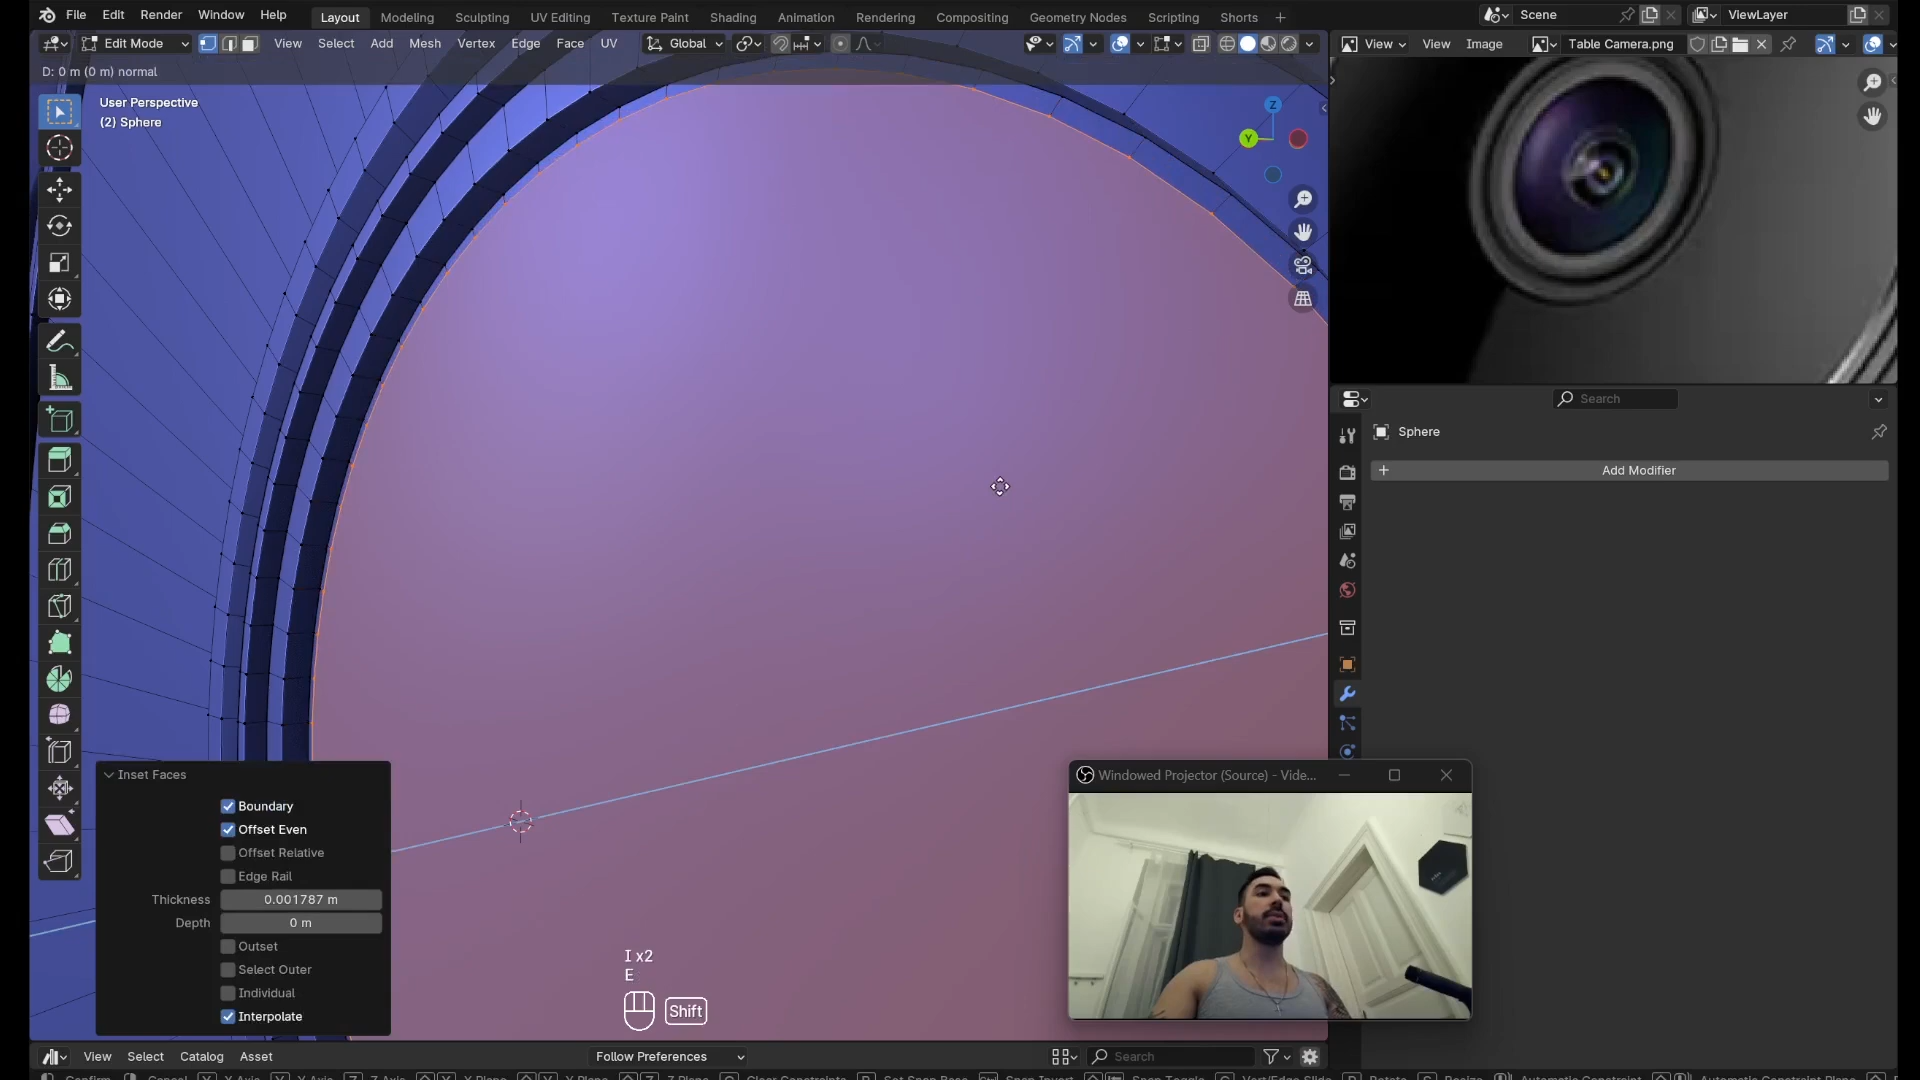 File Edit Render Window Help Layout Modeling Sculpting UV Editing Texture Paint Shading Animation Rendering Compositing Geometry Nodes Scripting Shorts + Scene ViewLayer
Edit Mode View Select Add Mesh Vertex Edge Face UV Global View View Image Table Camera.png
D: 0 m (0 m) normal
User Perspective
(2) Sphere
Z
Y
Search
Sphere
+ Add Modifier
Inset Faces
Boundary
Offset Even
Offset Relative
Edge Rail
Thickness 0.001787 m
Depth 0 m
Outset
Select Outer
Individual
Interpolate
I x2
E
Shift
Windowed Projector (Source) - Vide...
View Select Catalog Asset Follow Preferences Search